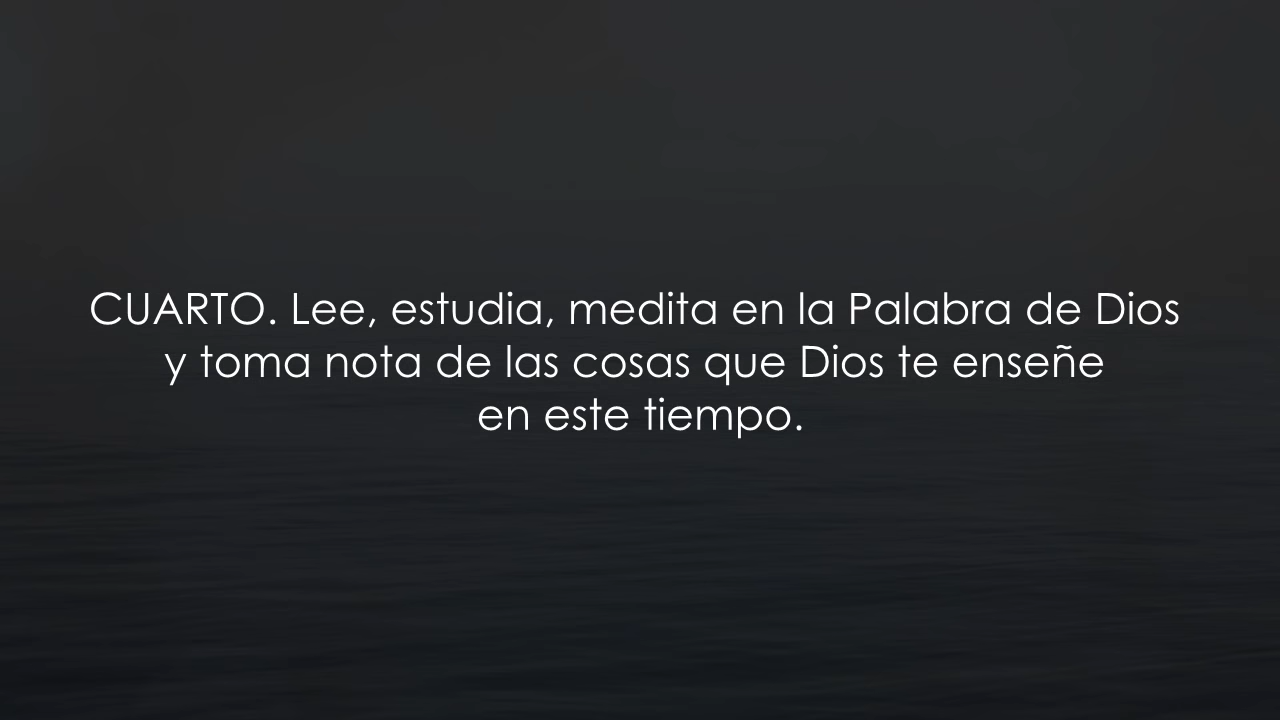 CUARTO. Lee, estudia, medita en la Palabra de Dios
y toma nota de las cosas que Dios te enseñe
en este tiempo.